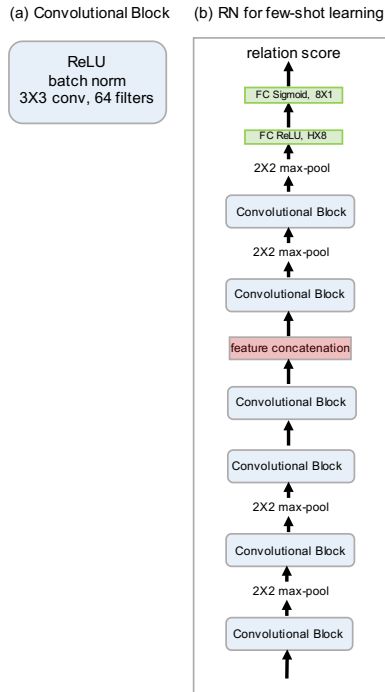 (a) Convolutional Block
ReLU
batch norm
3X3 conv, 64 filters
(b) RN for few-shot learning
relation score
FC Sigmoid, 8X1
FC ReLU, HX8
2X2 max-pool
Convolutional Block
2X2 max-pool
Convolutional Block
feature concatenation
Convolutional Block
Convolutional Block
2X2 max-pool
Convolutional Block
2X2 max-pool
Convolutional Block